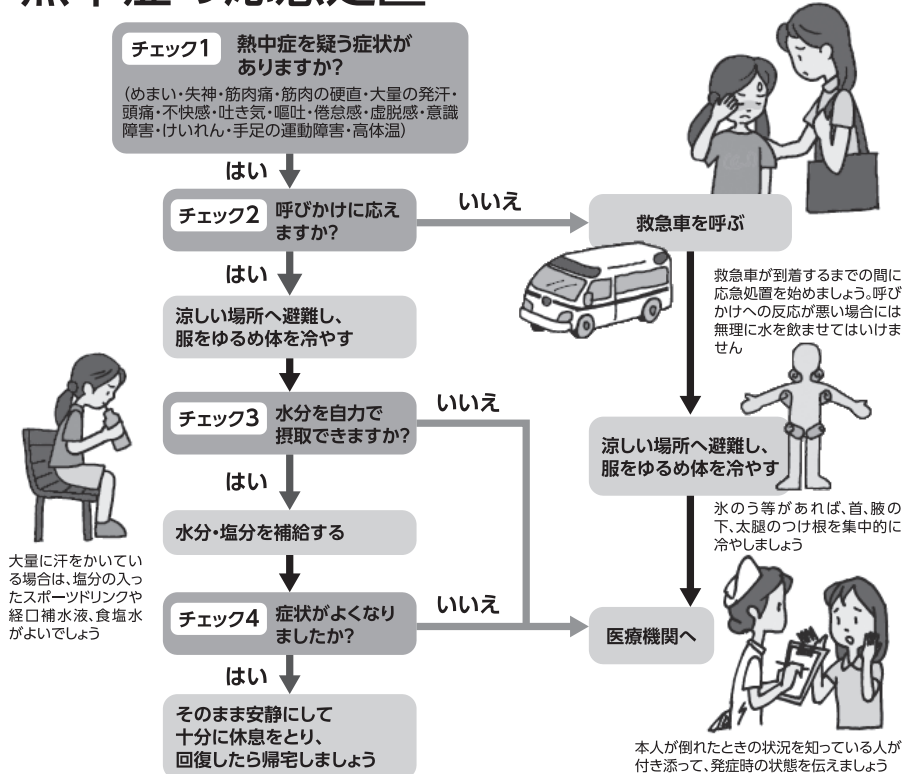 熱中症の応急処置
チェック1
熱中症を疑う症状が
ありますか?
(めまい・失神・筋肉痛・筋肉の硬直・大量の発汗・
頭痛・不快感・吐き気・嘔吐・倦怠感・虚脱感・意識
障害・けいれん・手足の運動障害・高体温)
はい
チェック2
呼びかけに応え
ますか?
いいえ
救急車を呼ぶ
はい
救急車が到着するまでの間に
応急処置を始めましょう。呼び
かけへの反応が悪い場合には
無理に水を飲ませてはいけま
せん
涼しい場所へ避難し、
服をゆるめ体を冷やす
チェック3
水分を自力で
摂取できますか?
いいえ
涼しい場所へ避難し、
服をゆるめ体を冷やす
はい
氷のう等があれば、首、腋の
下、太腿のつけ根を集中的に
冷やしましょう
水分・塩分を補給する
大量に汗をかいてい
る場合は、塩分の入っ
たスポーツドリンクや
経口補水液、食塩水
がよいでしょう
チェック4
症状がよくなり
ましたか?
いいえ
医療機関へ
はい
そのまま安静にして
十分に休息をとり、
回復したら帰宅しましょう
本人が倒れたときの状況を知っている人が
付き添って、発症時の状態を伝えましょう